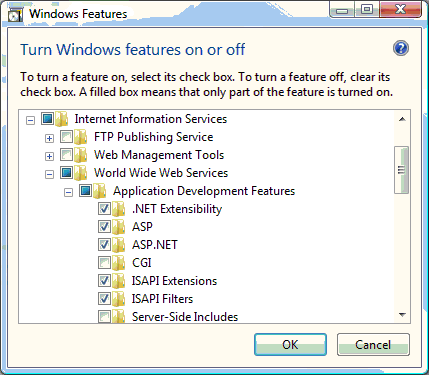 Windows Features
Turn Windows features on or off
To turn a feature on, select its check box. To turn a feature off, clear its
check box. A filled box means that only part of the feature is turned on.
Internet Information Services
FTP Publishing Service
Web Management Tools
World Wide Web Services
Application Development Features
.NET Extensibility
ASP
ASP.NET
CGI
ISAPI Extensions
ISAPI Filters
Server-Side Includes
OK Cancel